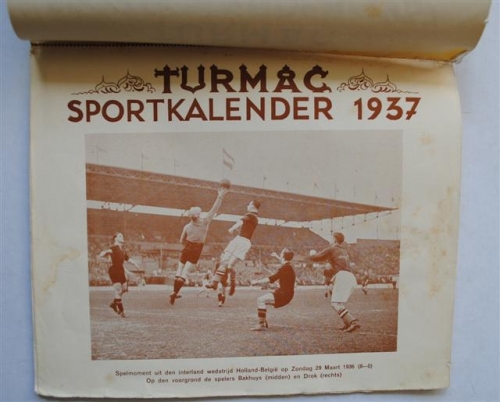 TURMAC
SPORTKALENDER 1937
Spelmoment uit den interland wedstrijd Holland-België op Zondag 29 Maart 1936 (8—0)
Op den voorgrond de spelers Bakhuys (midden) en Drok (rechts)